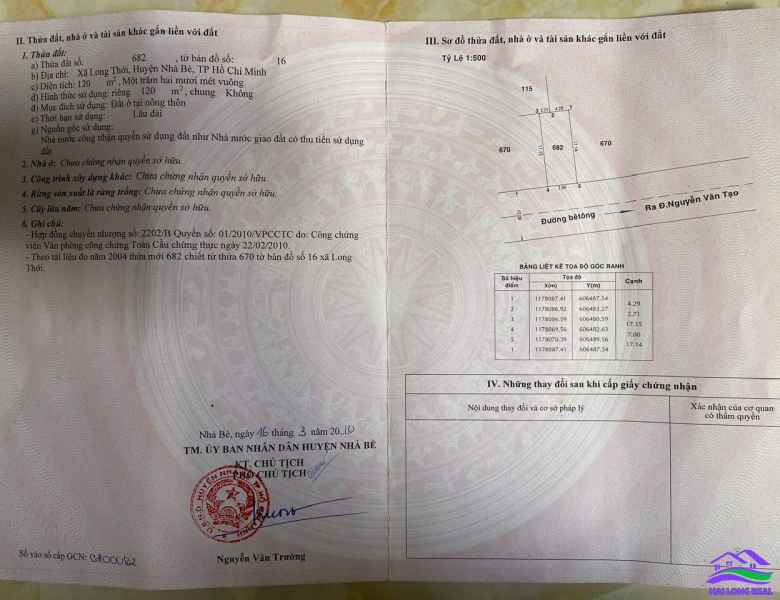 II. Thửa đất, nhà ở và tài sản khác gắn liền với đất
1. Thửa đất:
a) Thửa đất số: 682 , tờ bản đồ số: 16
b) Địa chỉ: Xã Long Thới, Huyện Nhà Bè, TP Hồ Chí Minh
c) Diện tích: 120 m², Một trăm hai mươi mét vuông
d) Hình thức sử dụng: riêng 120 m², chung Không
đ) Mục đích sử dụng: Đất ở tại nông thôn
e) Thời hạn sử dụng: Lâu dài
g) Nguồn gốc sử dụng:
Nhà nước công nhận quyền sử dụng đất như Nhà nước giao đất có thu tiền sử dụng
đất
2. Nhà ở: Chưa chứng nhận quyền sở hữu.
3. Công trình xây dựng khác: Chưa chứng nhận quyền sở hữu.
4. Rừng sản xuất là rừng trồng: Chưa chứng nhận quyền sở hữu.
5. Cây lâu năm: Chưa chứng nhận quyền sở hữu.
6. Ghi chú:
- Hợp đồng chuyển nhượng số: 2202/B Quyển số: 01/2010/VPCCTC do: Công chứng
viên Văn phòng công chứng Toàn Cầu chứng thực ngày 22/02/2010.
- Theo tài liệu đo năm 2004 thửa mới 682 chiết từ thửa 670 tờ bản đồ số 16 xã Long
Thới.
Nhà Bè, ngày 16 tháng 3 năm 2010
TM. ỦY BAN NHÂN DÂN HUYỆN NHÀ BÈ
KT. CHỦ TỊCH
PHÓ CHỦ TỊCH
Nguyễn Văn Trường
Số vào sổ cấp GCN:
III. Sơ đồ thửa đất, nhà ở và tài sản khác gắn liền với đất
Tỷ Lệ 1:500
115
3 2.71 4.29 1
2
670 682 670
4 7.00 5
Đường bêtông Ra Đ.Nguyễn Văn Tạo
BẢNG LIỆT KÊ TỌA ĐỘ GÓC RANH
Số hiệu điểm Tọa độ Cạnh
X(m) Y(m)
1 1178087.41 606487.54
4.29
2 1178086.92 606483.27
2.71
3 1178086.59 606480.59
17.15
4 1178069.56 606482.63
7.00
5 1178070.39 606489.56
17.14
1 1178087.41 606487.54
IV. Những thay đổi sau khi cấp giấy chứng nhận
Nội dung thay đổi và cơ sở pháp lý
Xác nhận của cơ quan
có thẩm quyền
HAI LONG REAL